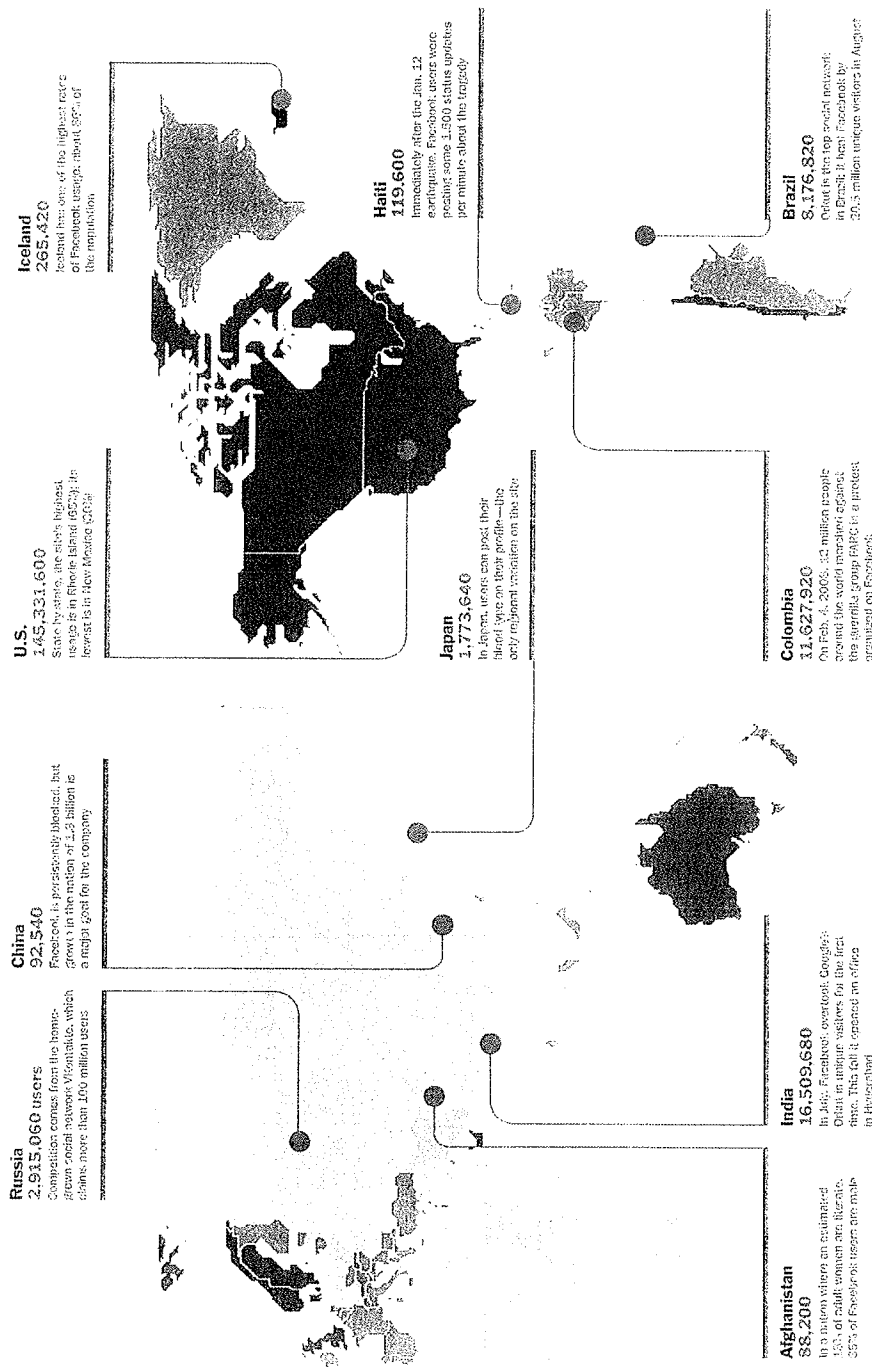 Russia
2,915,060 users
Competition comes from the home-
grown social network VKontakte, which
claims more than 100 million users
China
92,540
Facebook is persistently blocked, but
growth in the nation of 1.3 billion is
a major goal for the company
U.S.
145,331,600
State by state, the site's highest
usage is in Rhode Island (65%); its
lowest is in New Mexico
Iceland
265,420
Iceland has one of the highest rates
of Facebook usage: about
the population
Japan
1,773,640
In Japan, users can post their
blood type on their profile—the
only regional variation on the site
Haiti
119,600
Immediately after the Jan. 12
earthquake, Facebook users were
posting some 1,500 status updates
per minute about the tragedy
Afghanistan
88,200
In a nation where an estimated
of adult women are literate,
of Facebook users are male
India
16,509,680
In July, Facebook overtook Google's
Orkut in unique visitors for the first
time. This fall it opened an office
in Hyderabad
Colombia
11,627,920
On Feb. 4, 2008, 12 million people
around the world marched against
the guerrilla group FARC in a protest
organized on Facebook
Brazil
8,176,820
Orkut is the top social network
in Brazil; it beat Facebook by
million unique visitors in August